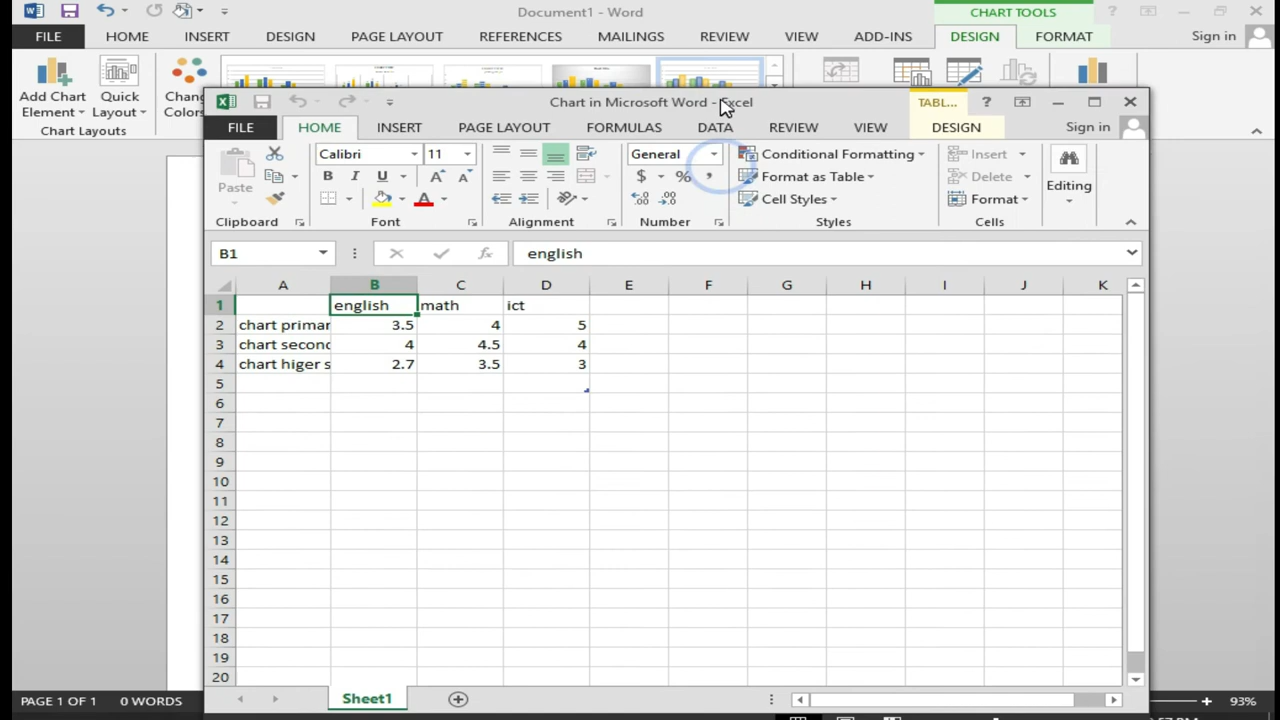 Document1 - Word
CHART TOOLS
FILE HOME INSERT DESIGN PAGE LAYOUT REFERENCES MAILINGS REVIEW VIEW ADD-INS DESIGN FORMAT Sign in
Add Chart Element
Quick Layout
Chang
Colors
Chart Layouts
Chart in Microsoft Word - Excel
TABL...
FILE HOME INSERT PAGE LAYOUT FORMULAS DATA REVIEW VIEW DESIGN Sign in
Paste
Clipboard
Calibri 11
B I U A A
A
Font
Alignment
General
$ % ,
Number
Conditional Formatting
Format as Table
Cell Styles
Styles
Insert
Delete
Format
Cells
Editing
B1 fx english
A B C D E F G H I J K
1 english math ict
2 chart primar 3.5 4 5
3 chart second 4 4.5 4
4 chart higer s 2.7 3.5 3
5
6
7
8
9
10
11
12
13
14
15
16
17
18
19
20
Sheet1
PAGE 1 OF 1 0 WORDS 93%